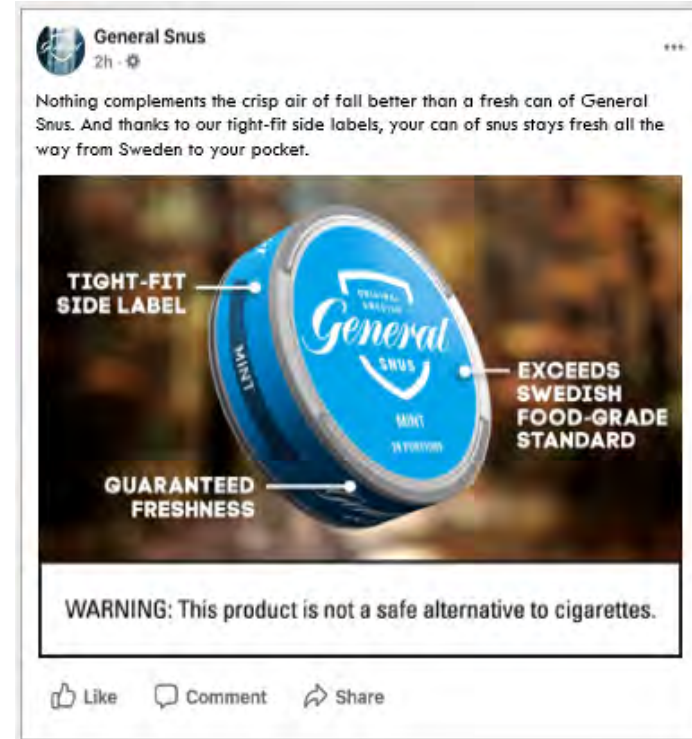 General Snus
2h
Nothing complements the crisp air of fall better than a fresh can of General
Snus. And thanks to our tight-fit side labels, your can of snus stays fresh all the
way from Sweden to your pocket.
TIGHT-FIT
SIDE LABEL
MINT
ORIGINAL
SWEDISH
General
SNUS
MINT
EXCEEDS
SWEDISH
FOOD-GRADE
STANDARD
GUARANTEED
FRESHNESS
WARNING: This product is not a safe alternative to cigarettes.
Like Comment Share